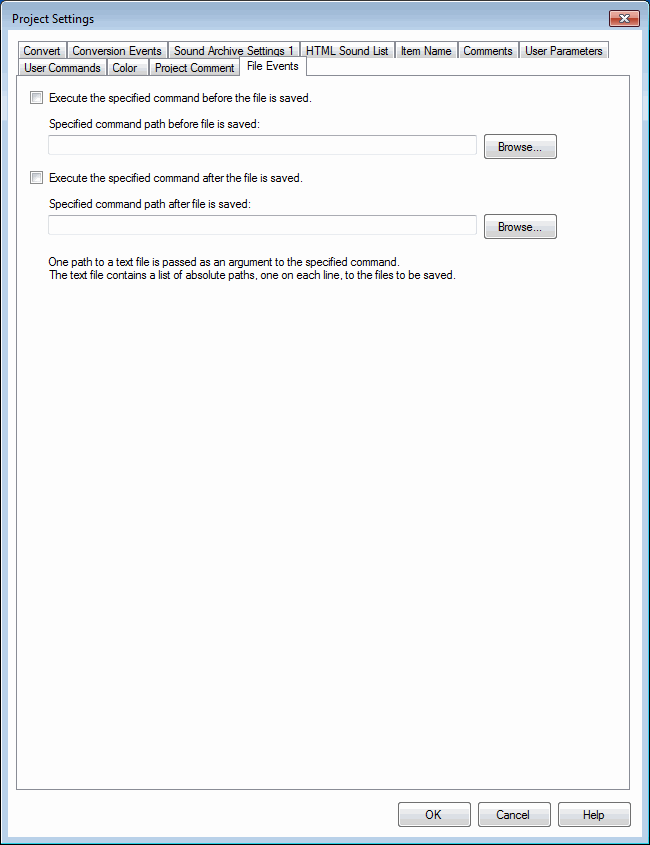 Project Settings
Convert Conversion Events Sound Archive Settings 1 HTML Sound List Item Name Comments User Parameters
User Commands Color Project Comment File Events
Execute the specified command before the file is saved.
Specified command path before file is saved:
Browse...
Execute the specified command after the file is saved.
Specified command path after file is saved:
Browse...
One path to a text file is passed as an argument to the specified command.
The text file contains a list of absolute paths, one on each line, to the files to be saved.
OK Cancel Help